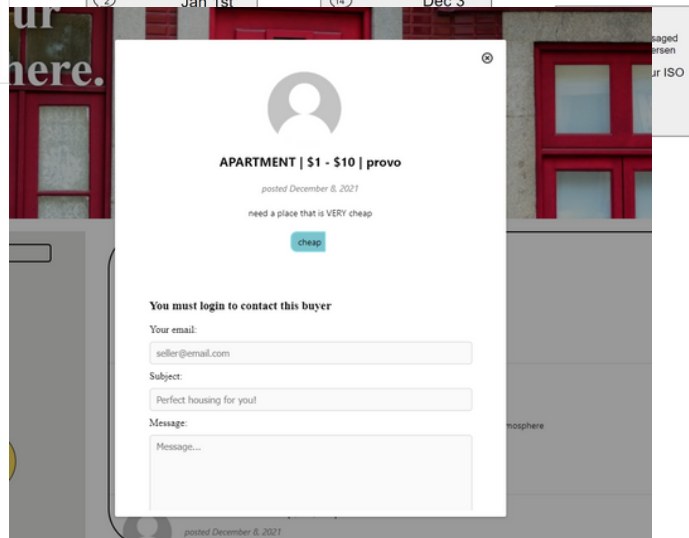 Jan 1st
Dec 3
ur
here.
saged
ersen
ur ISO
APARTMENT | $1 - $10 | provo
posted December 8, 2021
need a place that is VERY cheap
cheap
You must login to contact this buyer
Your email:
seller@email.com
Subject:
Perfect housing for you!
Message:
Message...
mosphere
posted December 8, 2021